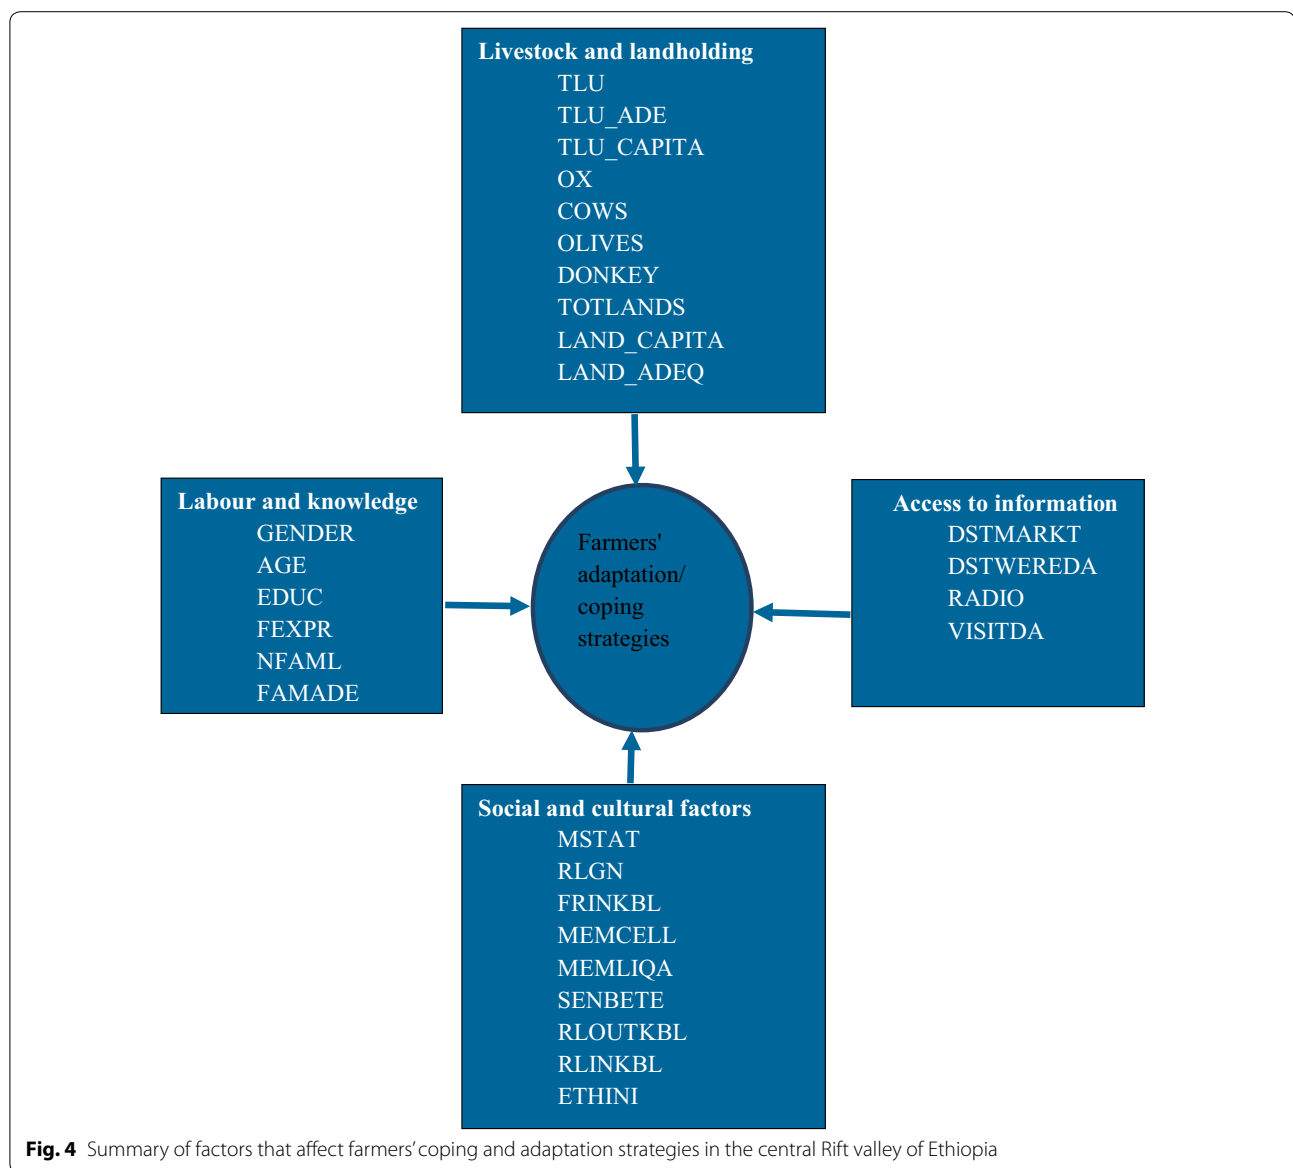 Livestock and landholding
TLU
TLU_ADE
TLU_CAPITA
OX
COWS
OLIVES
DONKEY
TOTLANDS
LAND_CAPITA
LAND_ADEQ
Labour and knowledge
GENDER
AGE
EDUC
FEXPR
NFAML
FAMADE
Farmers'
adaptation/
coping
strategies
Access to information
DSTMARKT
DSTWEREDA
RADIO
VISITDA
Social and cultural factors
MSTAT
RLGN
FRINKBL
MEMCELL
MEMLIQA
SENBETE
RLOUTKBL
RLINKBL
ETHINI
Fig. 4 Summary of factors that affect farmers' coping and adaptation strategies in the central Rift valley of Ethiopia